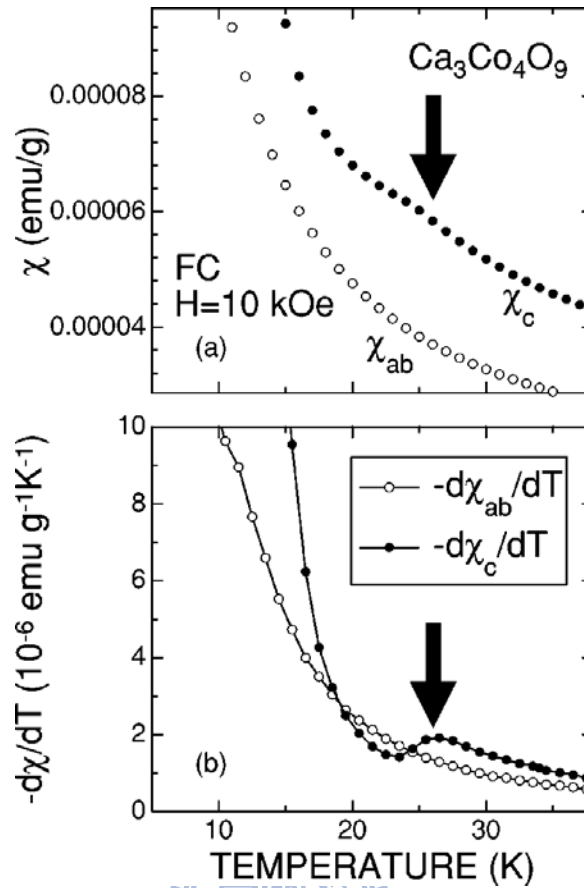 Ca₃Co₄O₉
0.00008
0.00006
0.00004
χ (emu/g)
FC
H=10 kOe
(a)
χab
χc
10
8
6
4
2
0
-dχ/dT (10⁻⁶ emu g⁻¹K⁻¹)
-dχab/dT
-dχc/dT
(b)
10 20 30
TEMPERATURE (K)